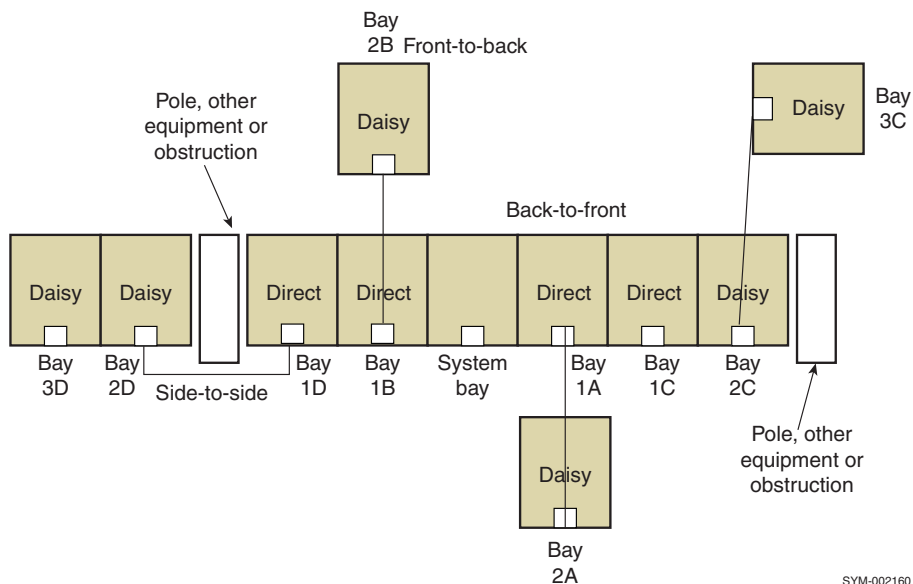 Bay
2B Front-to-back
Pole, other
equipment or
obstruction
Daisy
Daisy
Bay
3C
Back-to-front
Daisy
Daisy
Direct
Direct
Direct
Direct
Daisy
Bay
3D
Bay
2D
Side-to-side
Bay
1D
Bay
1B
System
bay
Bay
1A
Bay
1C
Bay
2C
Pole, other
equipment or
obstruction
Daisy
Bay
2A
SYM-002160